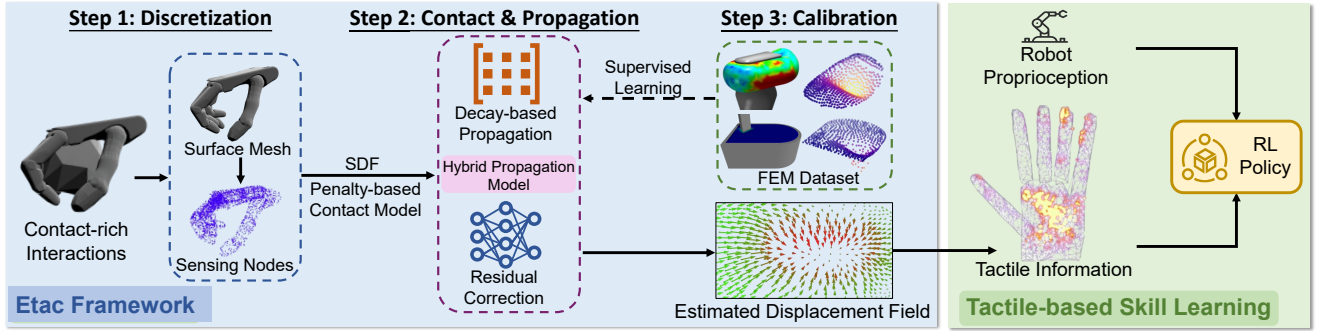 Step 1: Discretization
Surface Mesh
Contact-rich
Interactions
Sensing Nodes
Etac Framework
Step 2: Contact & Propagation
SDF
Penalty-based
Contact Model
Decay-based
Propagation
Hybrid Propagation
Model
Residual
Correction
Step 3: Calibration
Supervised
Learning
FEM Dataset
Estimated Displacement Field
Robot
Proprioception
RL
Policy
Tactile Information
Tactile-based Skill Learning